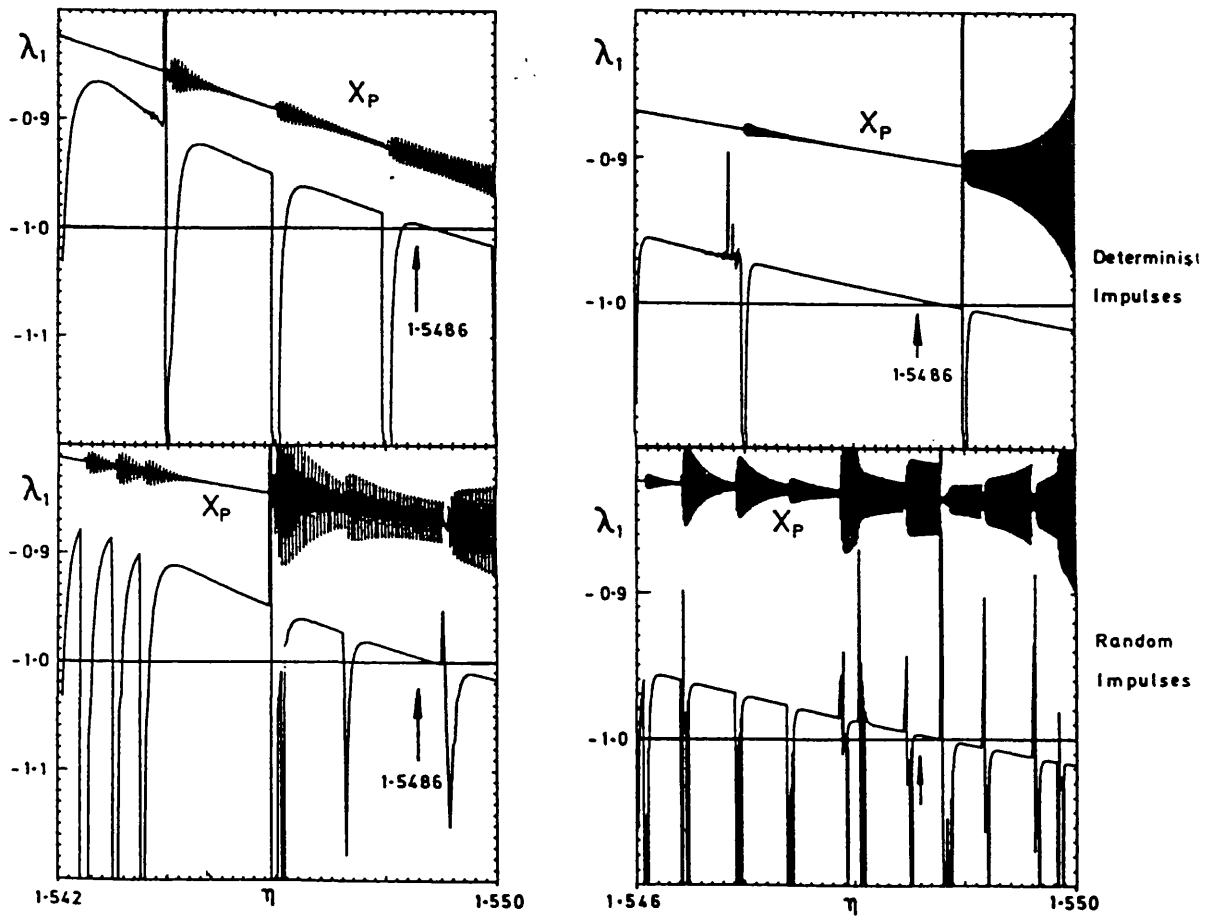 λ₁
Xₚ
-0.9
-1.0
1.5486
-1.1
λ₁
Xₚ
-0.9
-1.0
1.5486
Determinist
Impulses
λ₁
Xₚ
-0.9
-1.0
-1.1
1.5486
1.542
η
1.550
λ₁
Xₚ
-0.9
-1.0
Random
Impulses
1.546
η
1.550